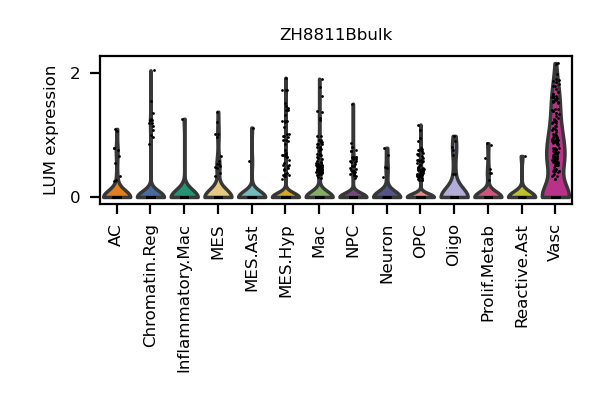 ZH8811Bbulk
LUM expression
2
0
AC
Chromatin.Reg
Inflammatory.Mac
MES
MES.Ast
MES.Hyp
Mac
NPC
Neuron
OPC
Oligo
Prolif.Metab
Reactive.Ast
Vasc